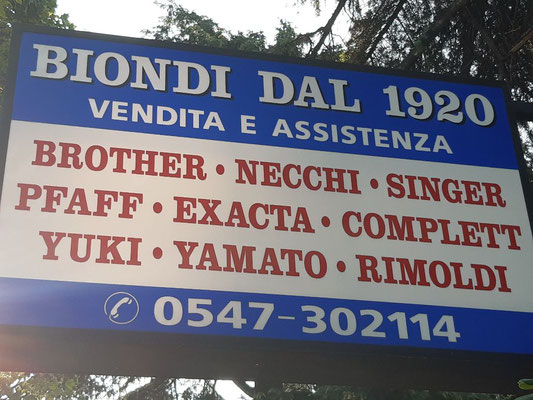 BIONDI DAL 1920
VENDITA E ASSISTENZA
BROTHER • NECCHI • SINGER
PFAFF • EXACTA • COMPLETT
YUKI • YAMATO • RIMOLDI
0547-302114